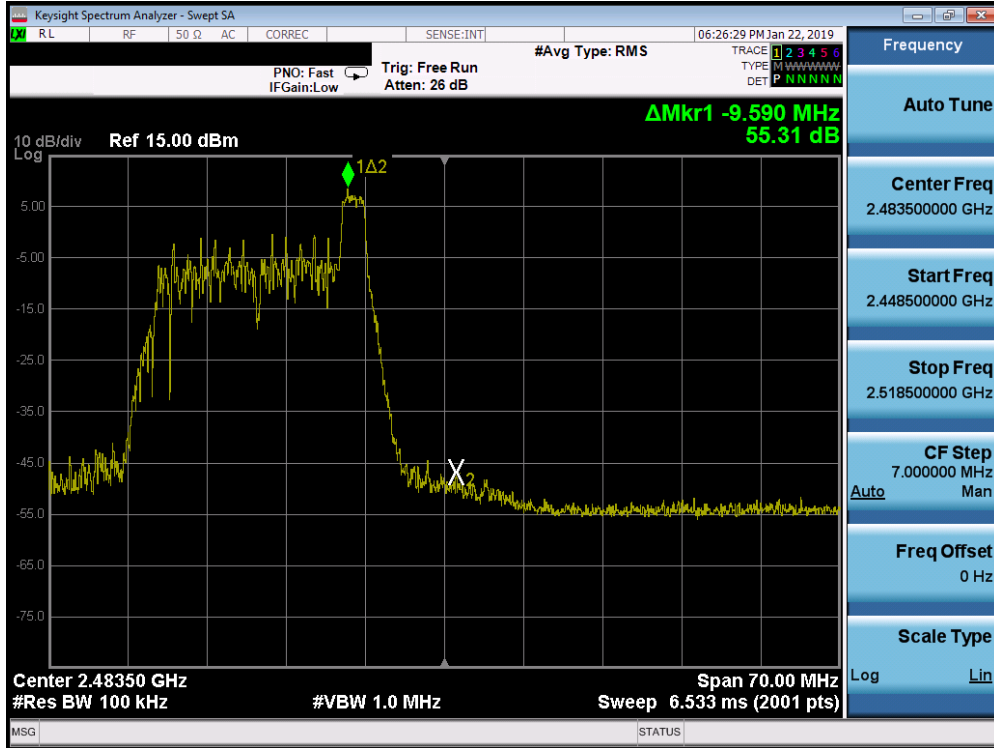 Keysight Spectrum Analyzer - Swept SA
LXI RL RF 50 Ω AC CORREC SENSE:INT 06:26:29 PM Jan 22, 2019
#Avg Type: RMS
TRACE 1 2 3 4 5 6
PNO: Fast Trig: Free Run TYPE M W W W W W
IFGain:Low Atten: 26 dB DET P N N N N N
ΔMkr1 -9.590 MHz
55.31 dB
10 dB/div Ref 15.00 dBm
Log
1Δ2
5.00
-5.00
-15.0
-25.0
-35.0
-45.0
X2
-55.0
-65.0
-75.0
Center 2.48350 GHz Span 70.00 MHz
#Res BW 100 kHz #VBW 1.0 MHz Sweep 6.533 ms (2001 pts)
MSG STATUS
Frequency
Auto Tune
Center Freq
2.483500000 GHz
Start Freq
2.448500000 GHz
Stop Freq
2.518500000 GHz
CF Step
7.000000 MHz
Auto Man
Freq Offset
0 Hz
Scale Type
Log Lin